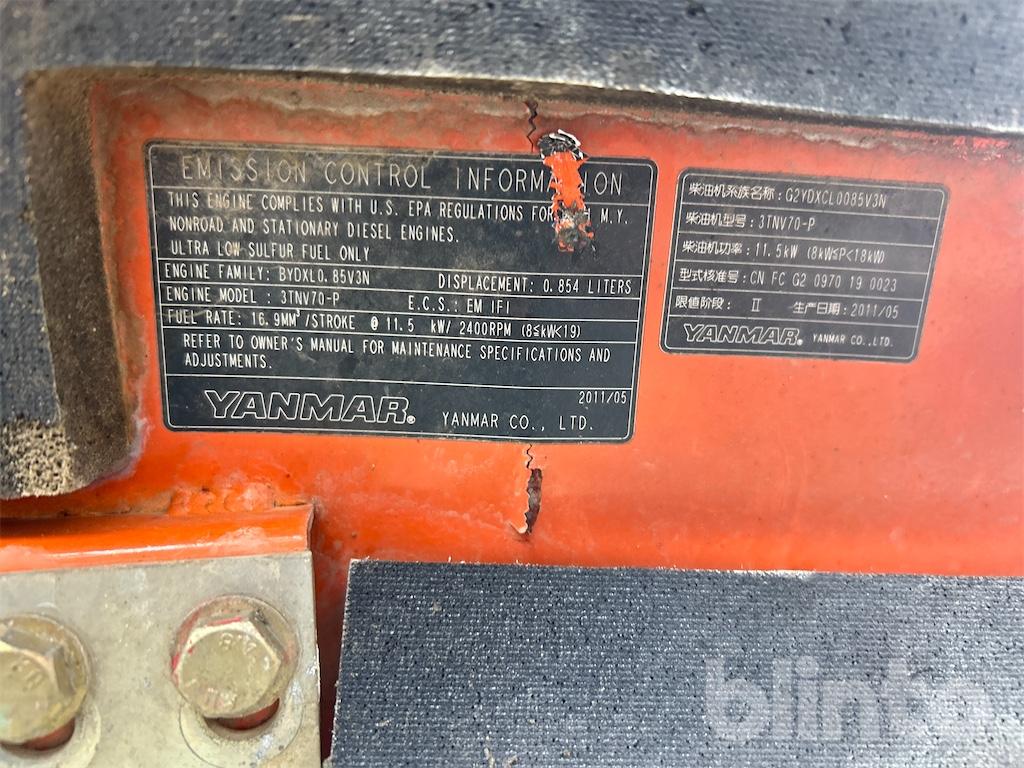 EMISSION CONTROL INFORMATION
THIS ENGINE COMPLIES WITH U.S. EPA REGULATIONS FOR M.Y.
NONROAD AND STATIONARY DIESEL ENGINES.
ULTRA LOW SULFUR FUEL ONLY
ENGINE FAMILY: BYDXL0.85V3N DISPLACEMENT: 0.854 LITERS
ENGINE MODEL : 3TNV70-P E.C.S.: EM IFI
FUEL RATE: 16.9MM³/STROKE @ 11.5 kW/ 2400RPM (8≦kW<19)
REFER TO OWNER'S MANUAL FOR MAINTENANCE SPECIFICATIONS AND
ADJUSTMENTS.
2011/05
YANMAR® YANMAR CO., LTD.
柴油机系族名称: G2YDXCL0085V3N
柴油机型号: 3TNV70-P
柴油机功率: 11.5kW (8kW≦P<18kW)
型式核准号: CN FC G2 0970 19 0023
限值阶段: Ⅱ 生产日期: 2011/05
YANMAR® YANMAR CO.,LTD.